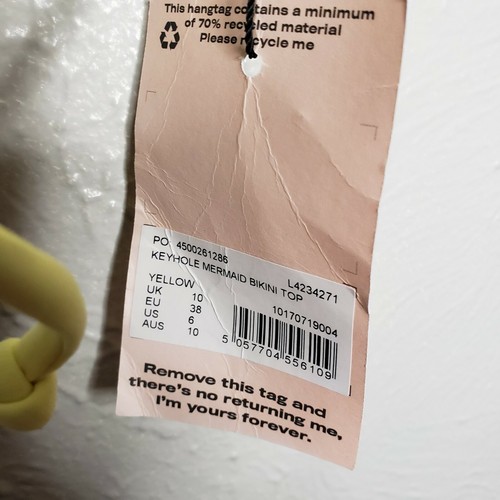 This hangtag contains a minimum
of 70% recycled material
Please recycle me
PO 4500261286
KEYHOLE MERMAID BIKINI TOP
L4234271
YELLOW
UK 10
EU 38
US 6
AUS 10
10170719004
5 057704 556109
Remove this tag and
there's no returning me,
I'm yours forever.